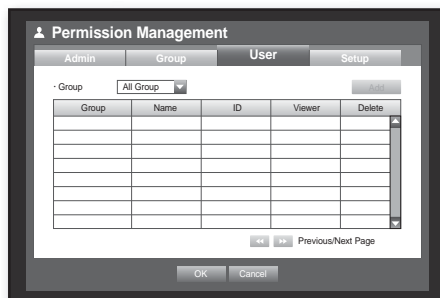 Permission Management
Admin Group User Setup
· Group All Group Add
Group Name ID Viewer Delete
Previous/Next Page
OK Cancel